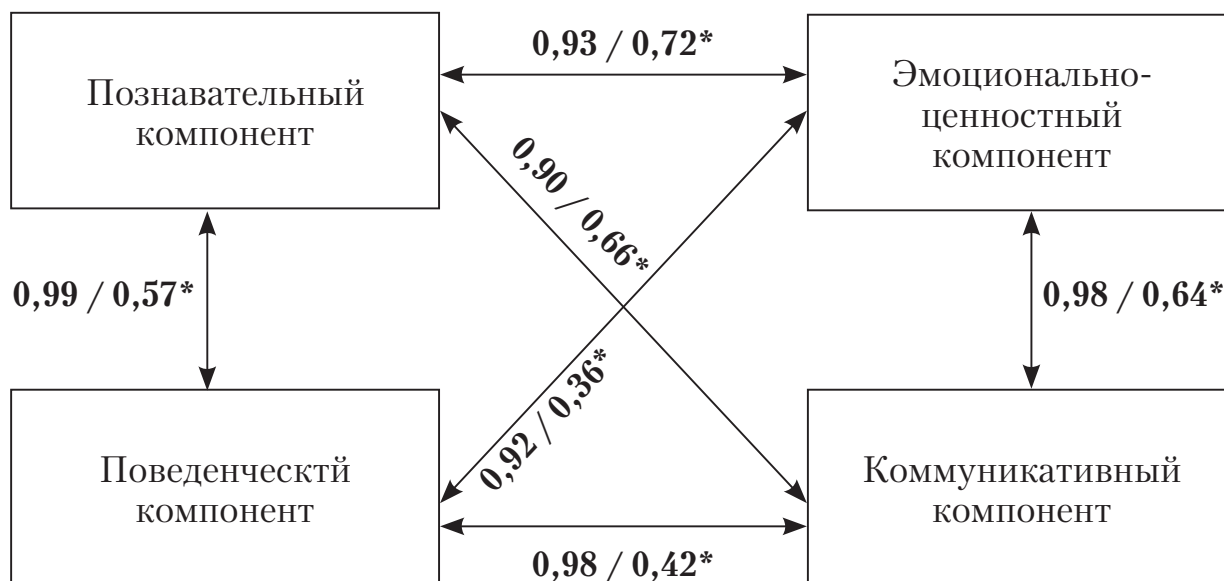 0,93 / 0,72*
Познавательный
компонент
Эмоционально-
ценностный
компонент
0,90 / 0,66*
0,99 / 0,57*
0,98 / 0,64*
0,92 / 0,36*
Поведенческтй
компонент
Коммуникативный
компонент
0,98 / 0,42*